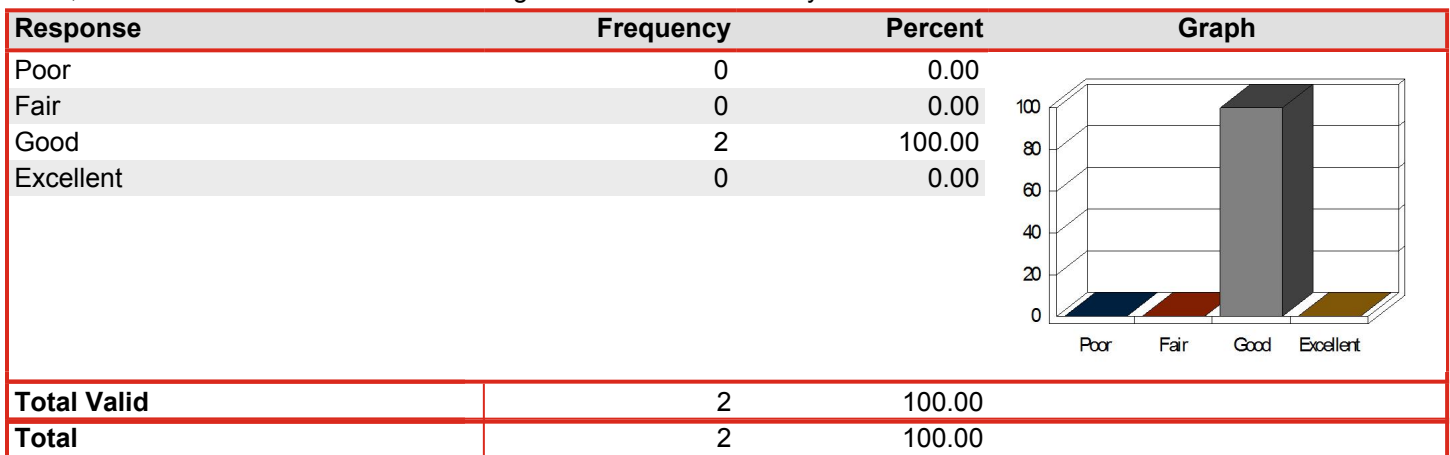 Response Frequency Percent Graph
Poor 0 0.00
Fair 0 0.00
Good 2 100.00
Excellent 0 0.00
100
80
60
40
20
0
Poor Fair Good Excellent
Total Valid 2 100.00
Total 2 100.00